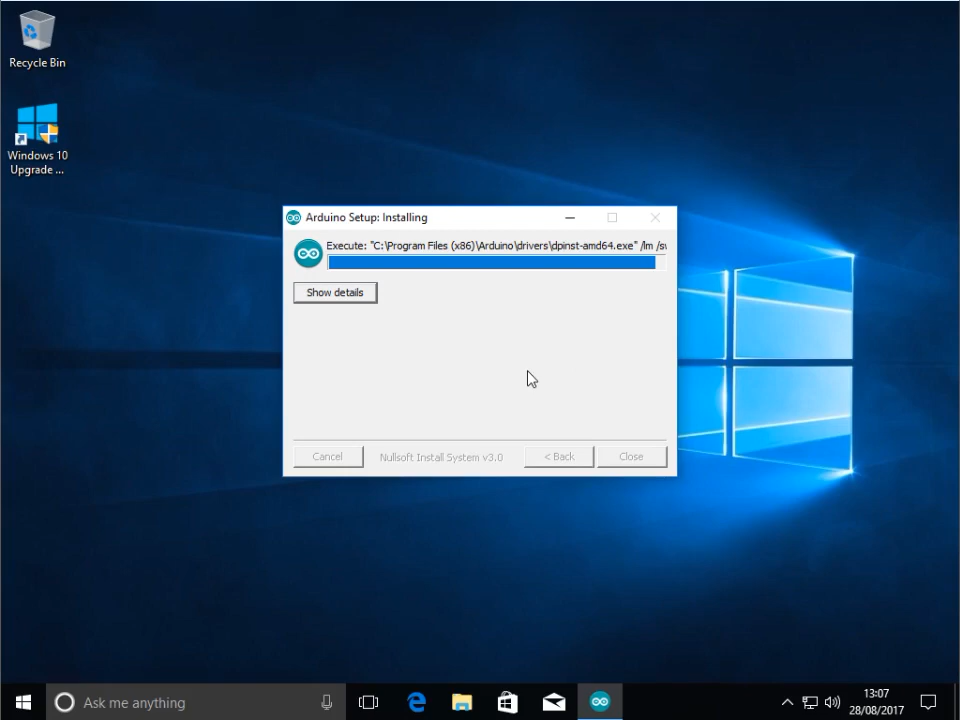 Recycle Bin
Windows 10
Upgrade ...
Arduino Setup: Installing
Execute: "C:\Program Files (x86)\Arduino\drivers\dpinst-amd64.exe" /lm
Show details
Cancel
Nullsoft Install System v3.0
< Back
Close
Ask me anything
13:07
28/08/2017